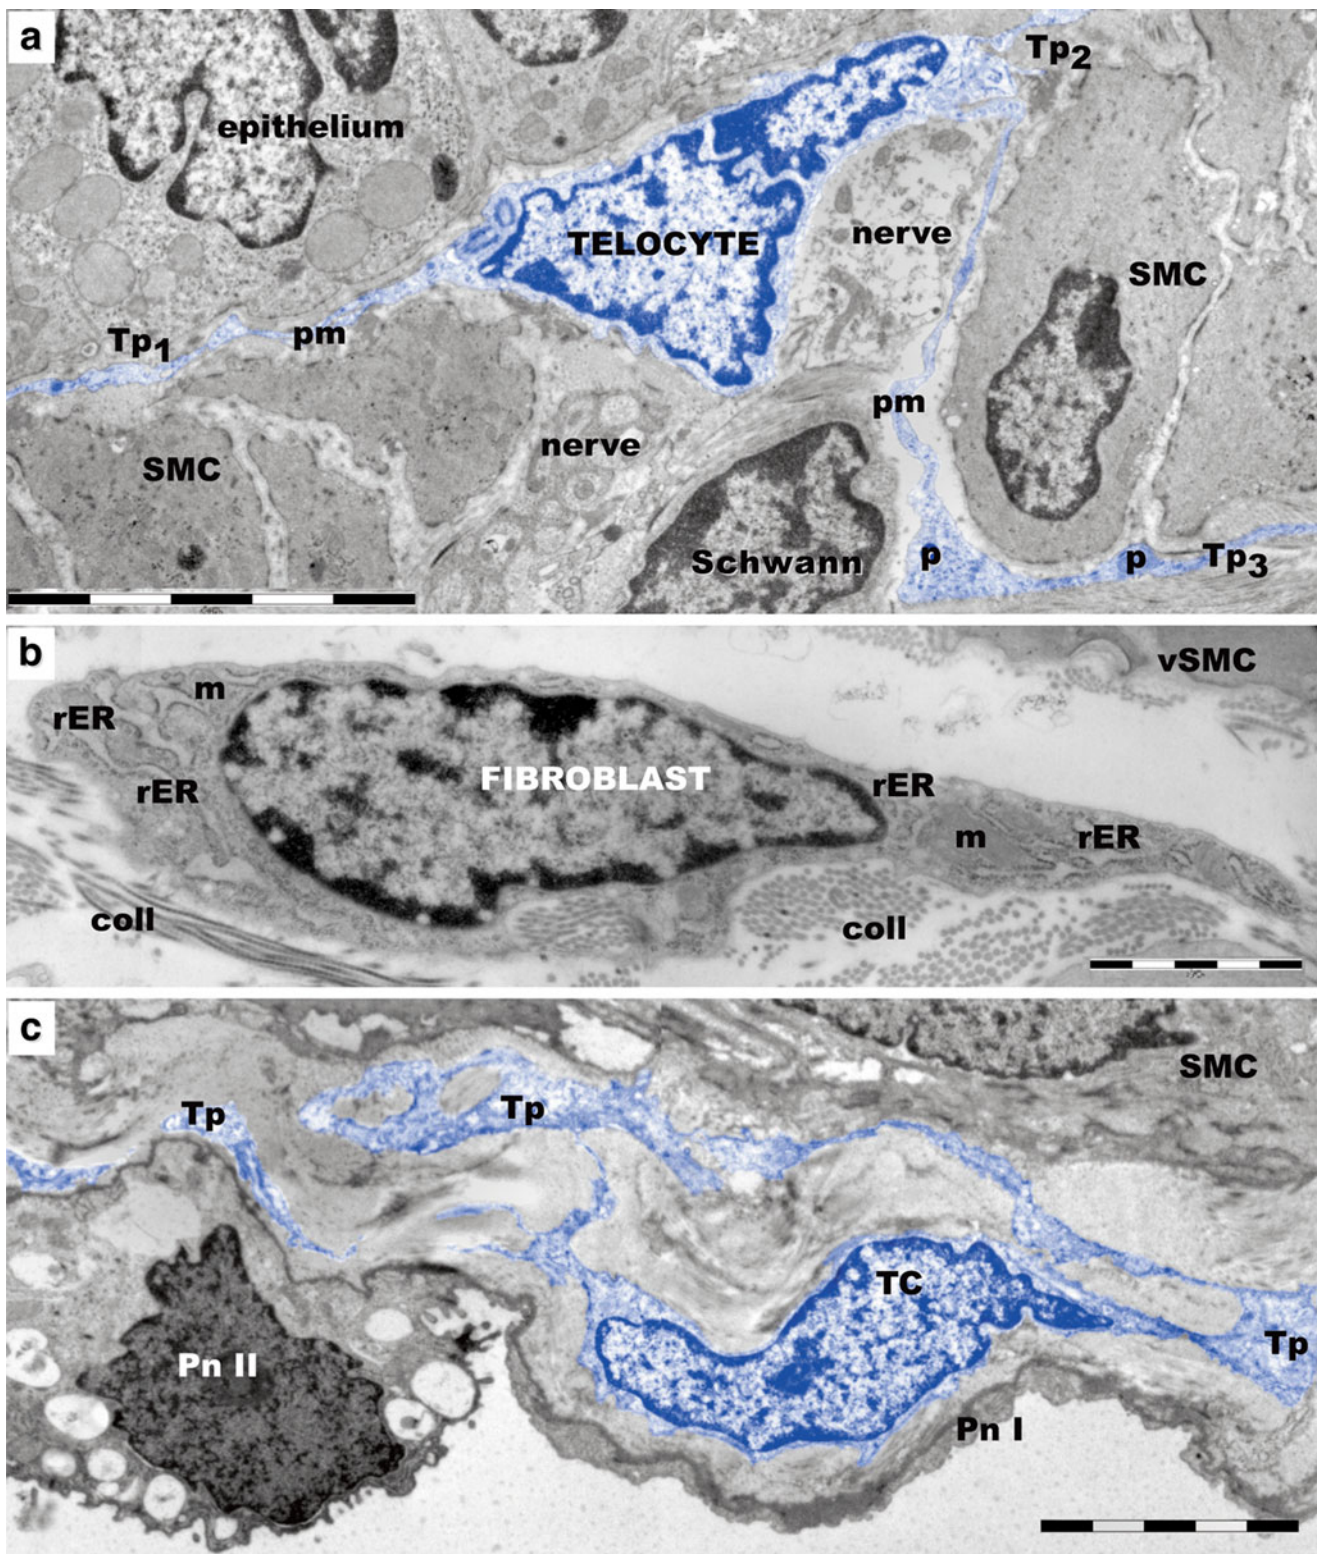 a
Tp2
epithelium
TELOCYTE
nerve
SMC
Tp1
pm
pm
nerve
SMC
Schwann
p
p
Tp3
b
vSMC
m
rER
FIBROBLAST
rER
rER
m
rER
coll
coll
c
SMC
Tp
Tp
TC
Pn II
Tp
Pn I